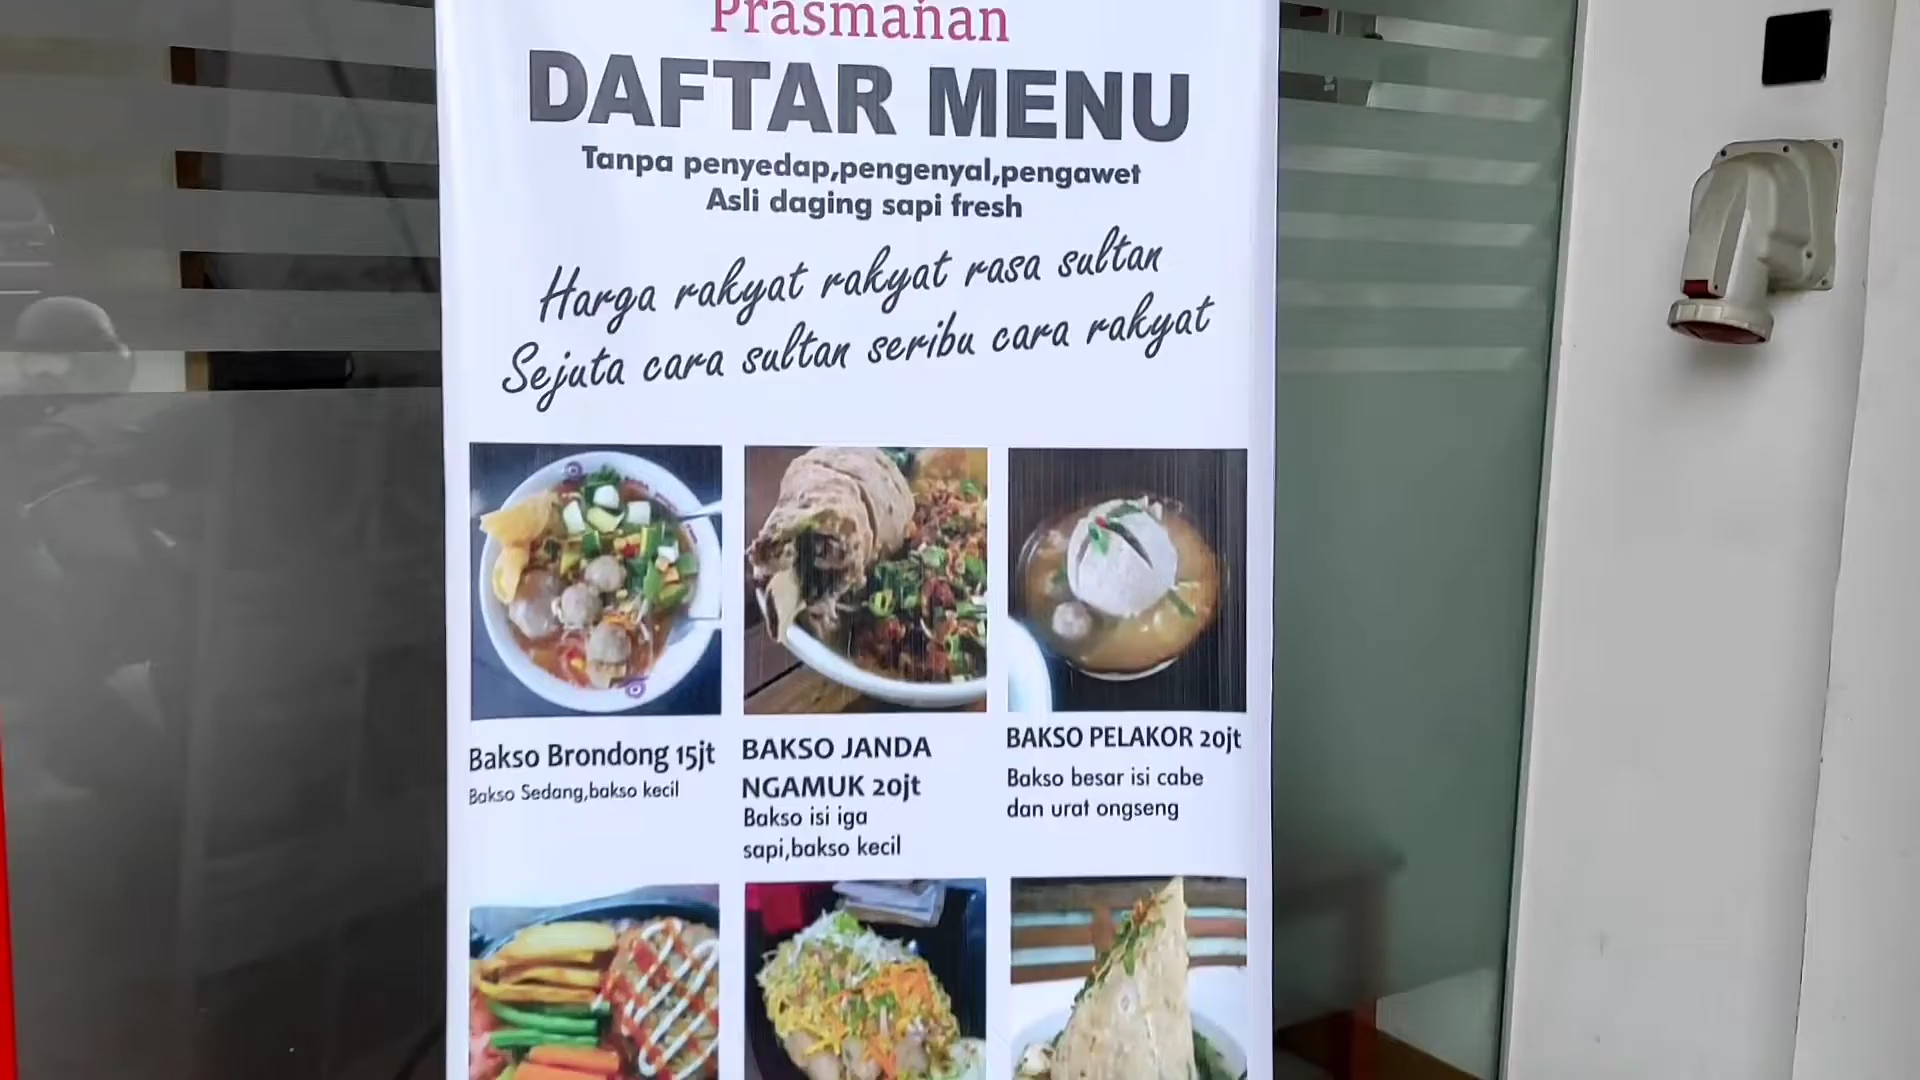 Prasmanan
DAFTAR MENU
Tanpa penyedap,pengenyal,pengawet
Asli daging sapi fresh
Harga rakyat rakyat rasa sultan
Sejuta cara sultan seribu cara rakyat
Bakso Brondong 15jt
Bakso Sedang,bakso kecil
BAKSO JANDA
NGAMUK 20jt
Bakso isi iga
sapi,bakso kecil
BAKSO PELAKOR 20jt
Bakso besar isi cabe
dan urat ongseng